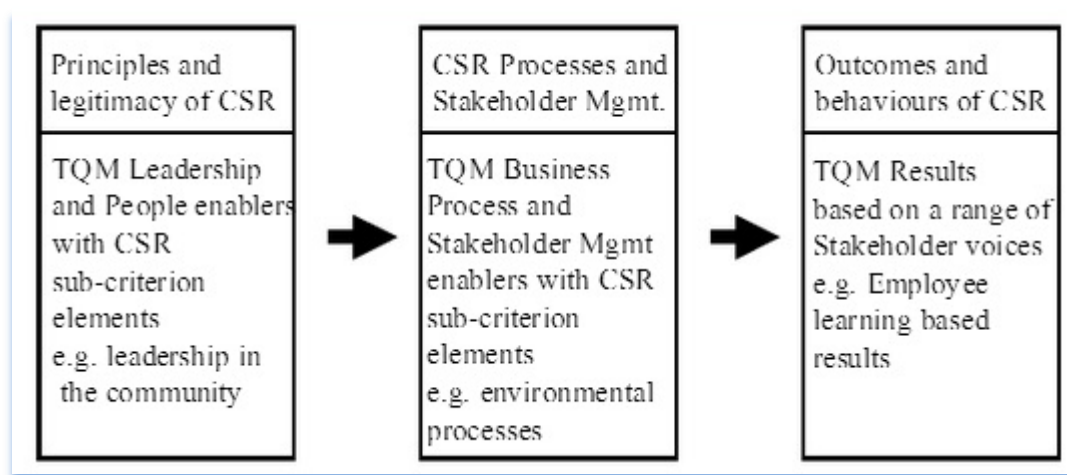 Principles and
legitimacy of CSR
TQM Leadership
and People enablers
with CSR
sub-criterion
elements
e.g. leadership in
the community
CSR Processes and
Stakeholder Mgmt.
TQM Business
Process and
Stakeholder Mgmt
enablers with CSR
sub-criterion
elements
e.g. environmental
processes
Outcomes and
behaviours of CSR
TQM Results
based on a range of
Stakeholder voices
e.g. Employee
learning based
results